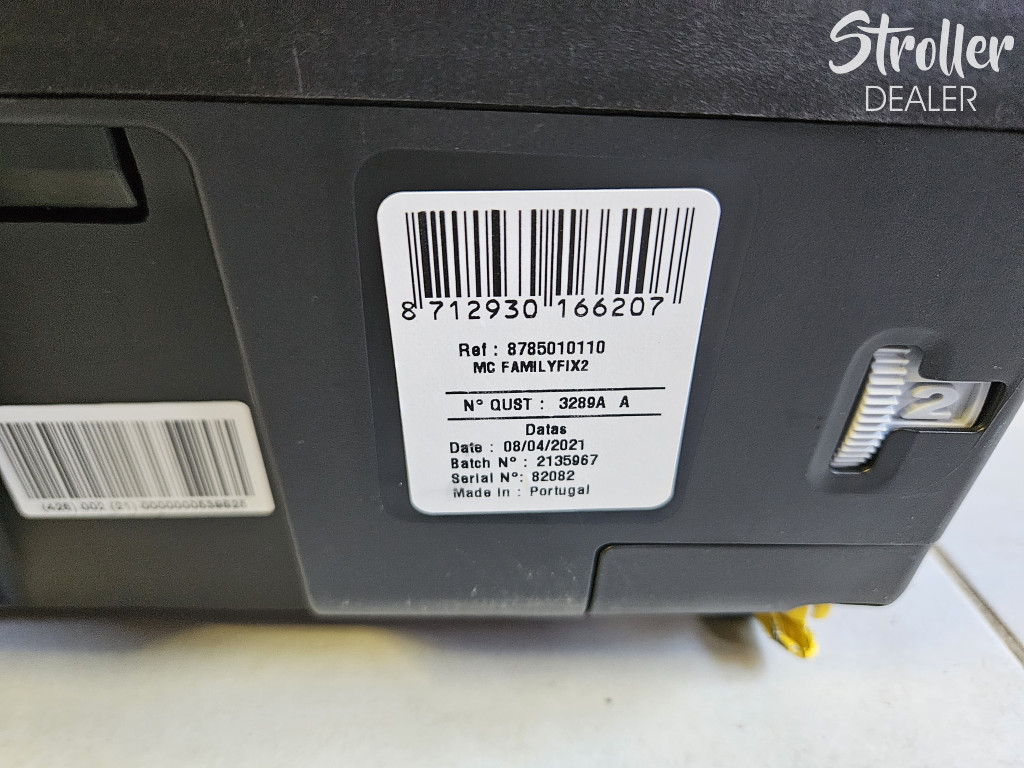 Stroller
DEALER
8 712930 166207
Ref : 8785010110
MC FAMILYFIX2
N° QUST : 3289A A
Datas
Date : 08/04/2021
Batch N° : 2135967
Serial N°: 82082
Made in : Portugal
2